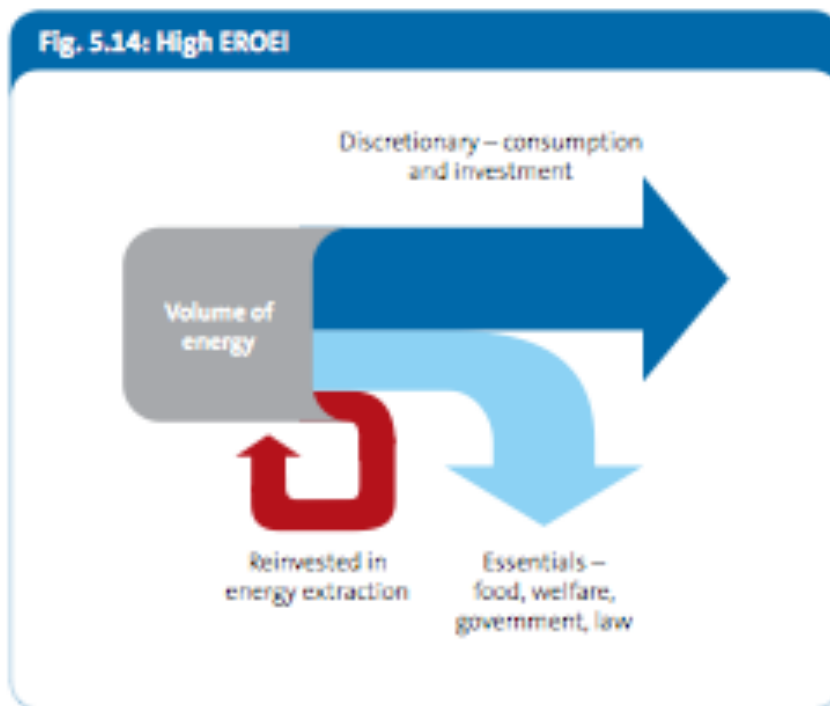 Fig. 5.14: High EROEI
Discretionary – consumption
and investment
Volume of
energy
Reinvested in
energy extraction
Essentials –
food, welfare,
government, law